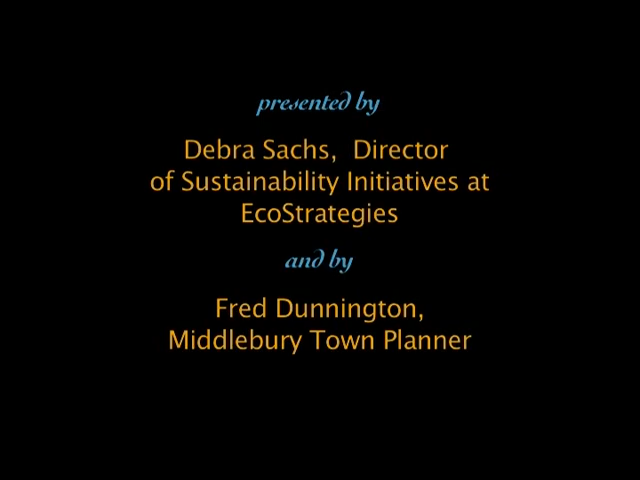 presented by
Debra Sachs,  Director
of Sustainability Initiatives at
EcoStrategies
and by
Fred Dunnington,
Middlebury Town Planner